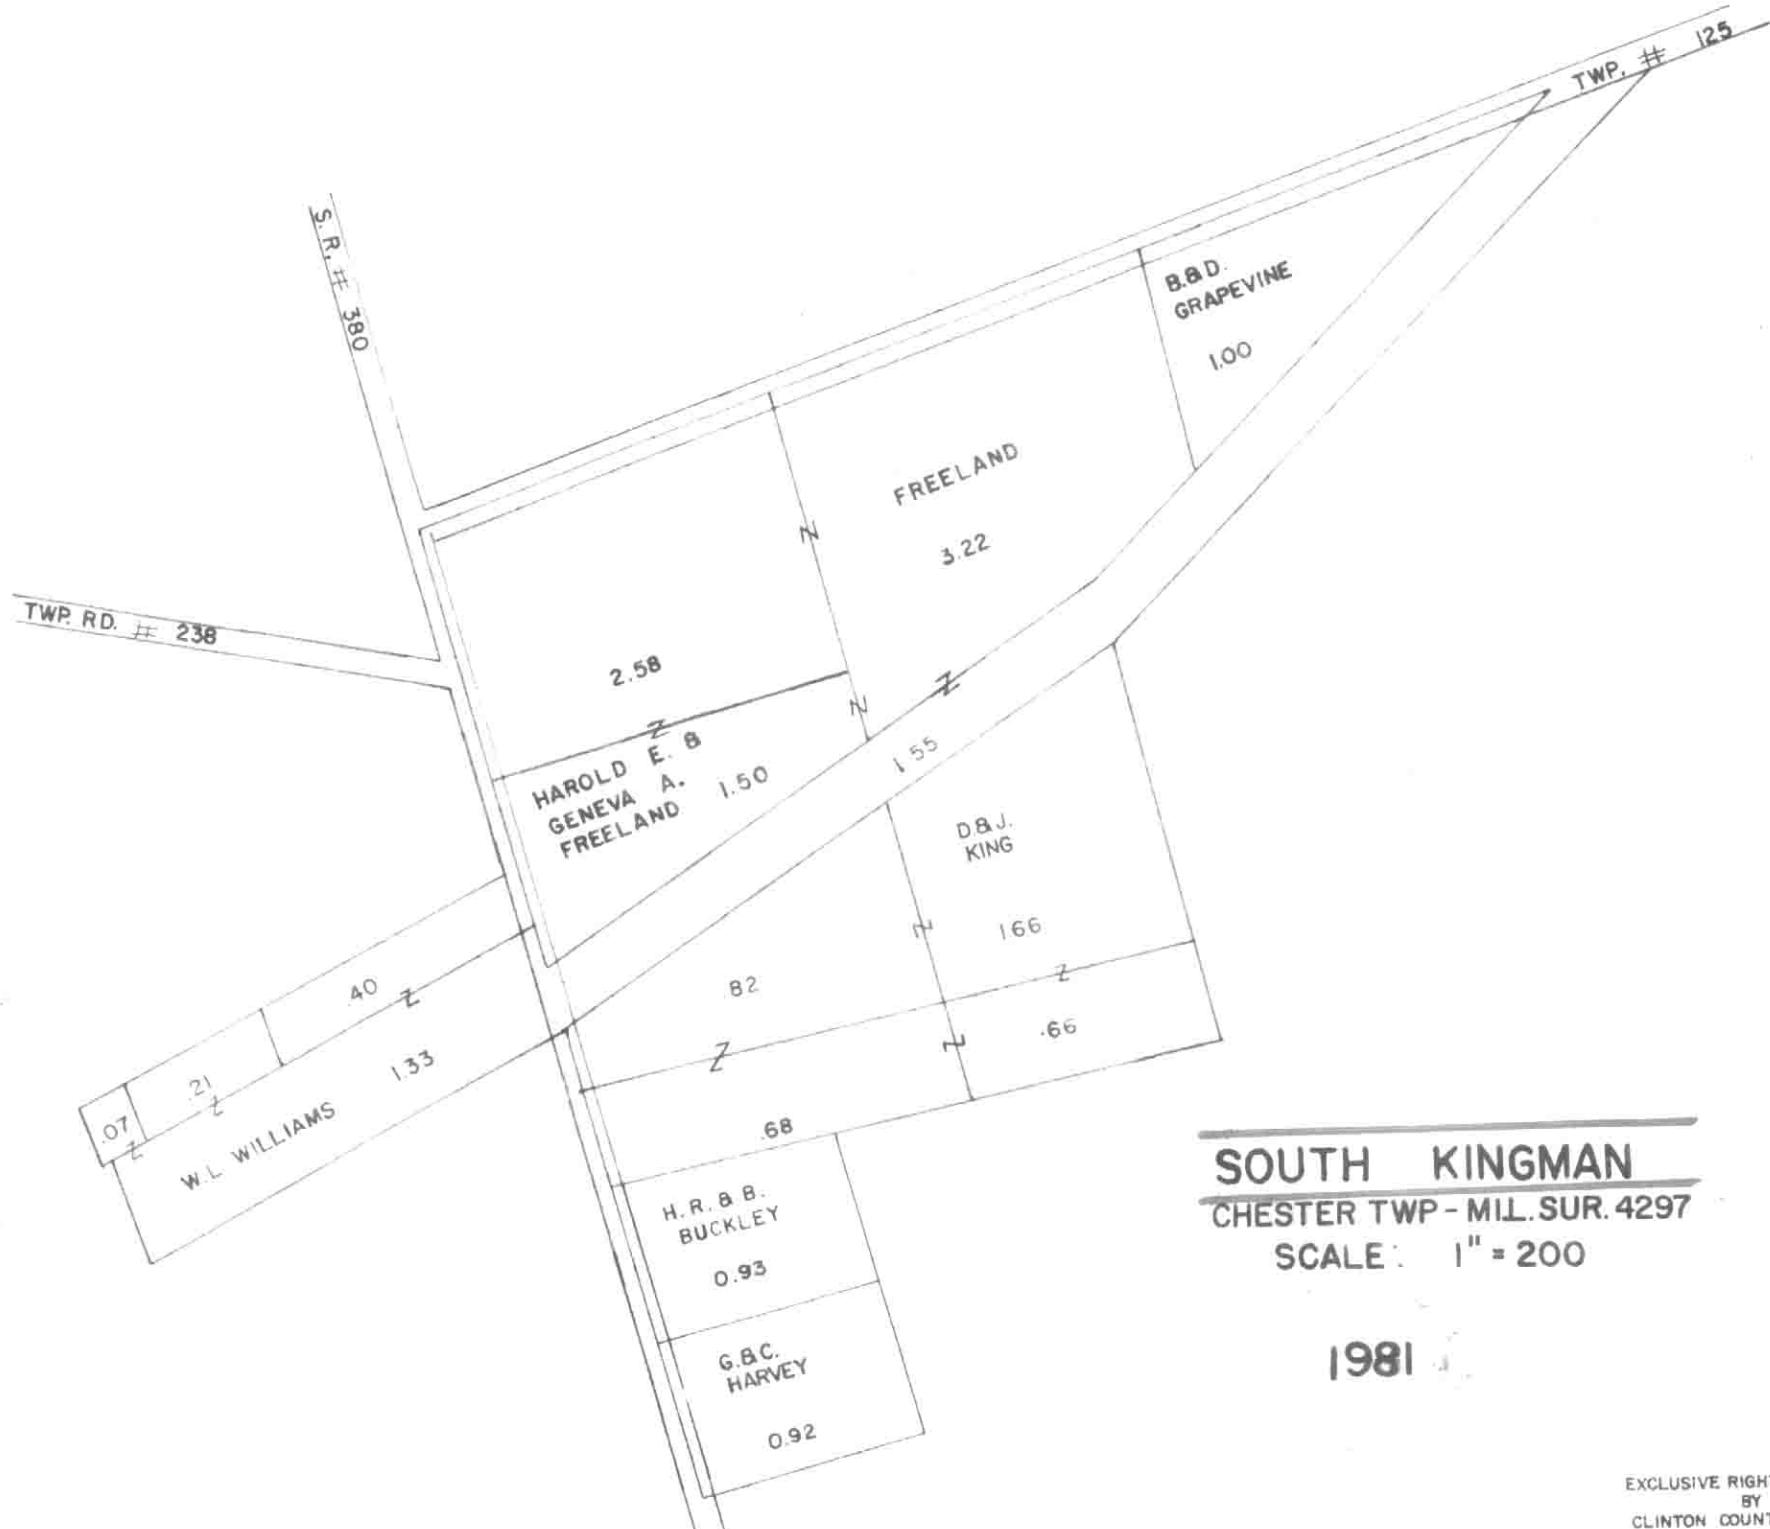 TWP. # 125
S. R. # 380
B.&D.
GRAPEVINE
1.00
FREELAND
3.22
TWP. RD. # 238
2.58
HAROLD E. &
GENEVA A.
FREELAND 1.50
1.55
D.&J.
KING
1.66
.40
.82
.66
1.33
.21
.07
W.L WILLIAMS
.68
H. R. & B.
BUCKLEY
0.93
G.&C.
HARVEY
0.92
SOUTH KINGMAN
CHESTER TWP - MIL. SUR. 4297
SCALE: 1" = 200
1981
EXCLUSIVE RIGH
BY
CLINTON COUNT